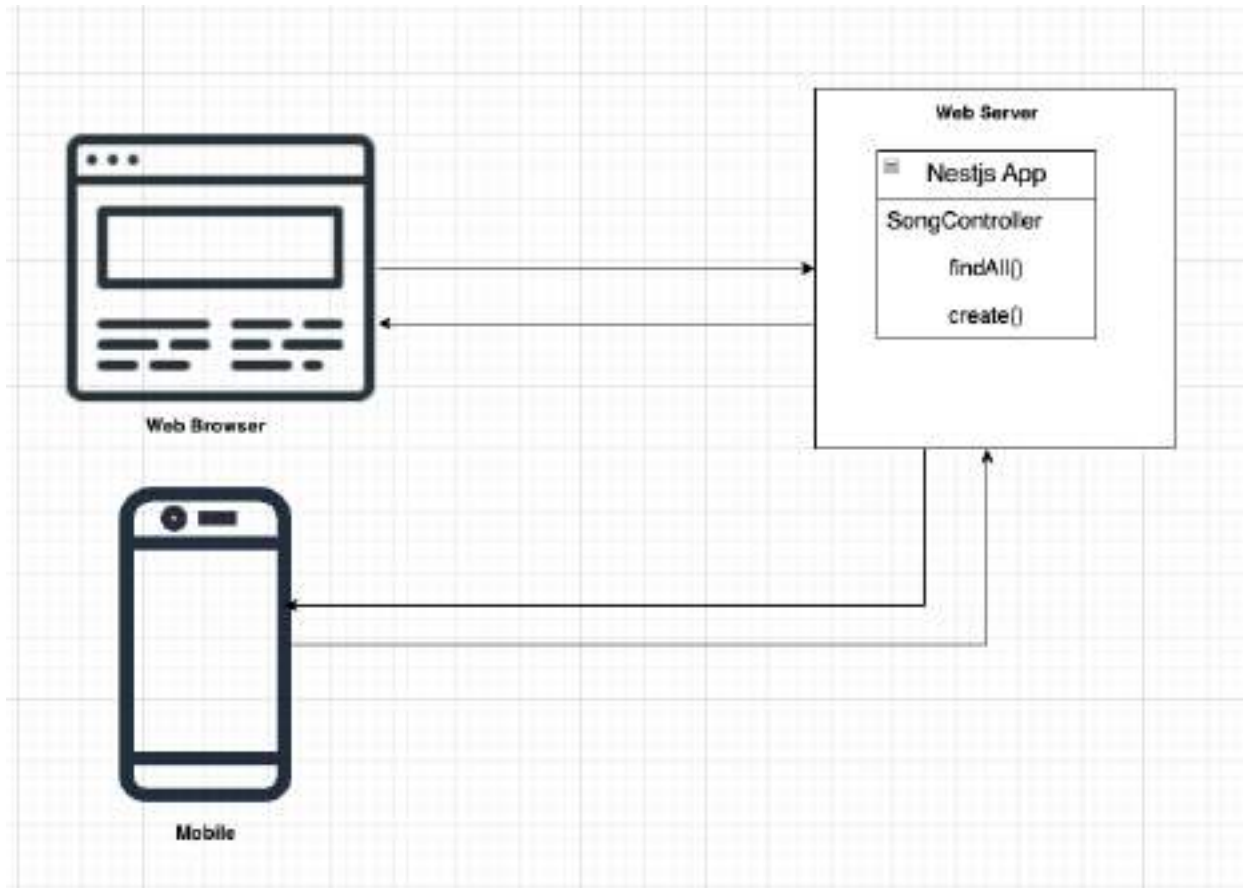 Web Server
Nestjs App
SongController
findAll()
create()
Web Browser
Mobile